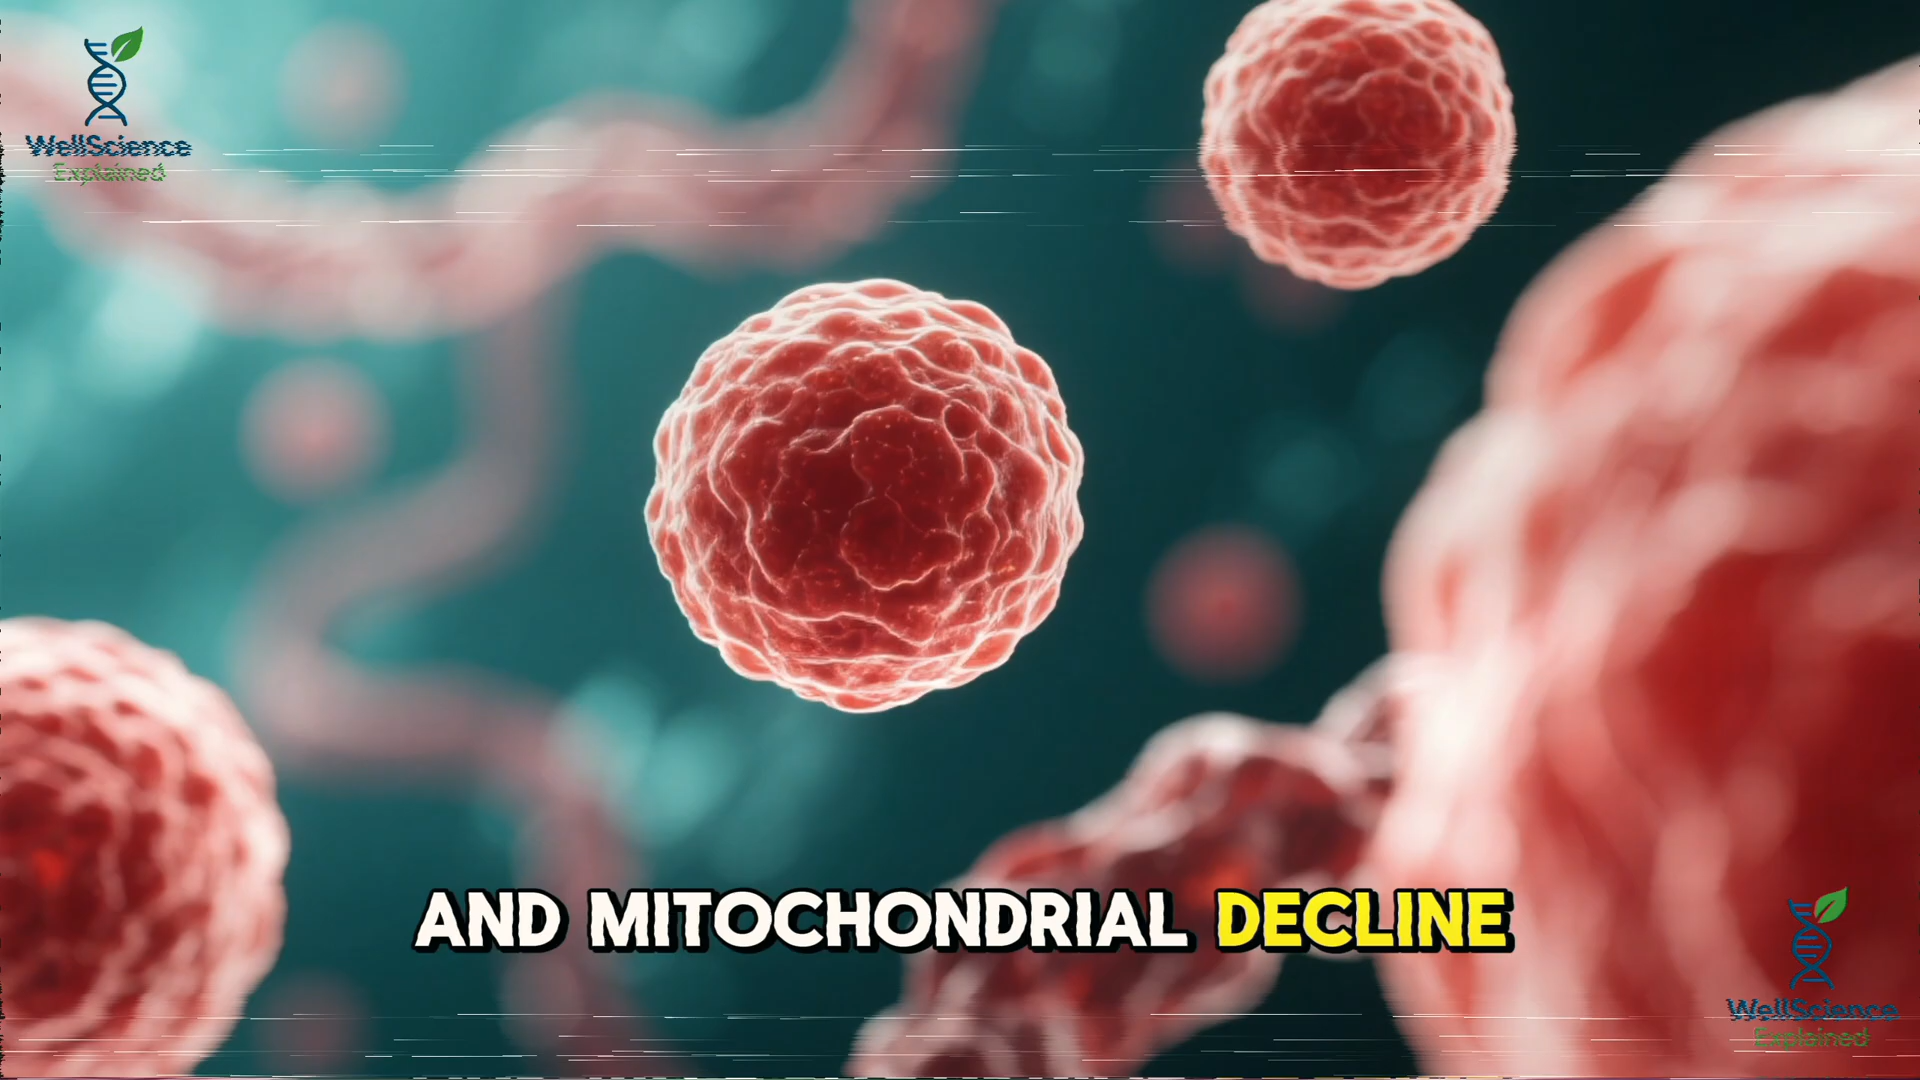 WellScience
Explained
AND MITOCHONDRIAL DECLINE
WellScience
Explained